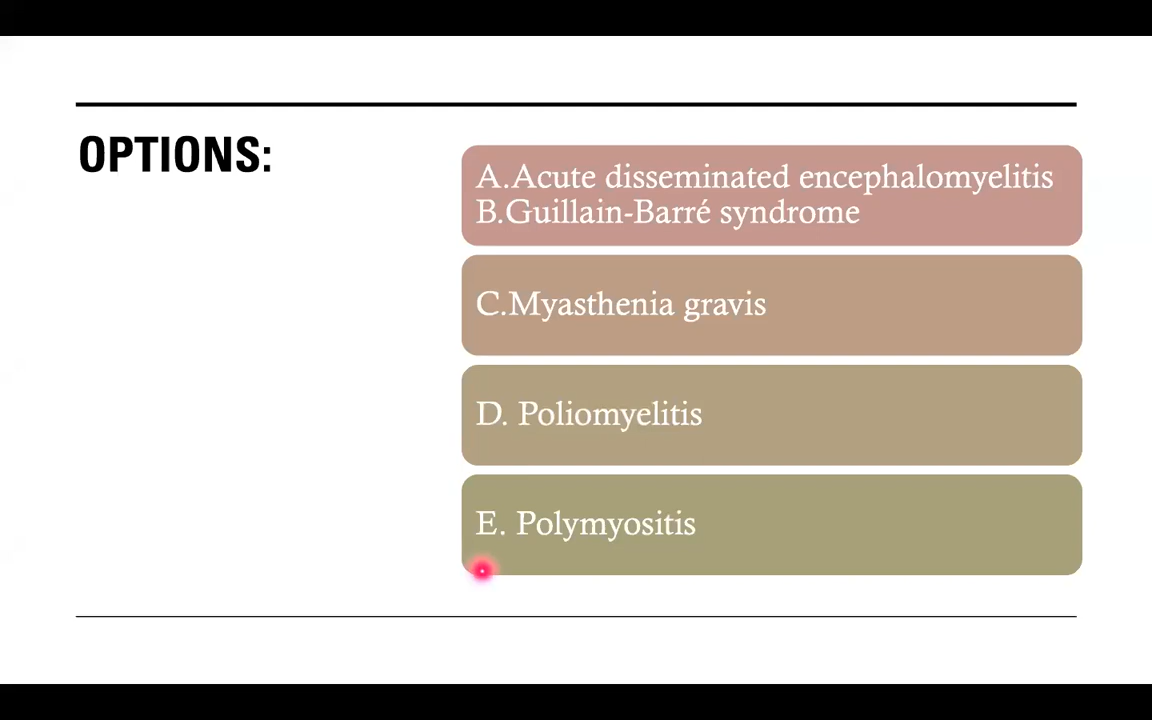 OPTIONS:
A.Acute disseminated encephalomyelitis
B.Guillain-Barré syndrome
C.Myasthenia gravis
D. Poliomyelitis
E. Polymyositis